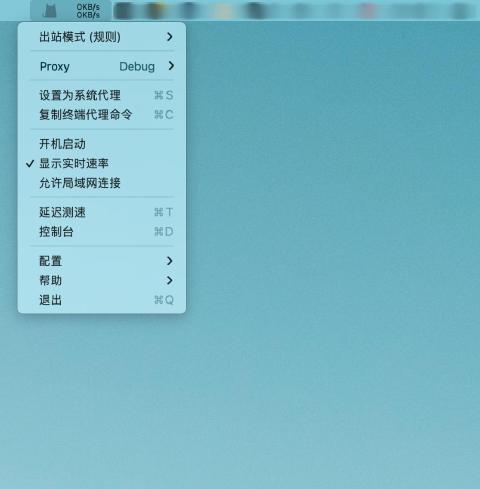 0KB/s
0KB/s
出站模式 (规则)
Proxy Debug
设置为系统代理 ⌘S
复制终端代理命令 ⌘C
开机启动
✓ 显示实时速率
允许局域网连接
延迟测速 ⌘T
控制台 ⌘D
配置
帮助
退出 ⌘Q